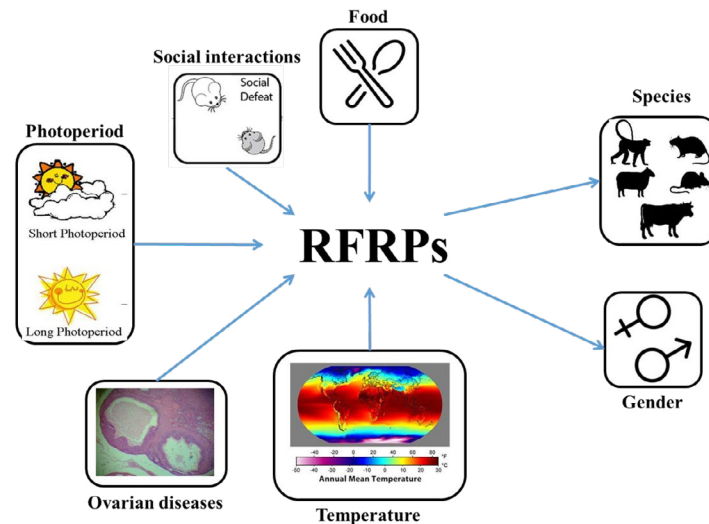 Food
Social interactions
Social
Defeat
Species
Photoperiod
Short Photoperiod
RFRPs
Long Photoperiod
Gender
°F
-60 -40 -20 0 20 40 60 80
°C
-50 -40 -30 -20 -10 0 10 20 30
Annual Mean Temperature
Ovarian diseases
Temperature